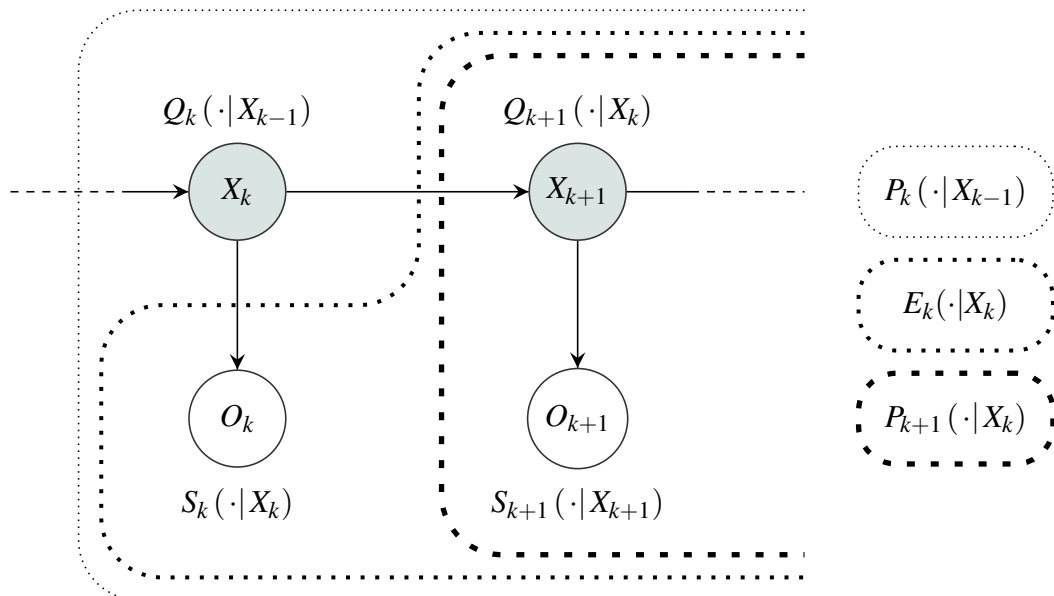 Q_k (·|X_{k−1})
Q_{k+1} (·|X_k)
X_k
X_{k+1}
P_k (·|X_{k−1})
E_k(·|X_k)
O_k
O_{k+1}
P_{k+1} (·|X_k)
S_k (·|X_k)
S_{k+1} (·|X_{k+1})